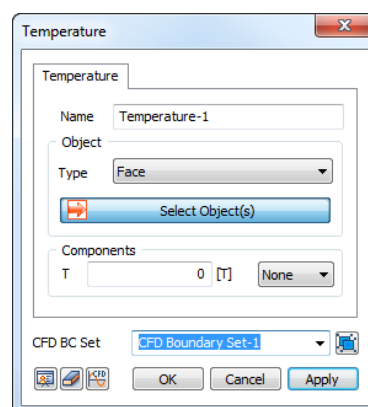 Temperature
Temperature
Name Temperature-1
Object
Type Face
Select Object(s)
Components
T 0 [T] None
CFD BC Set CFD Boundary Set-1
CFD OK Cancel Apply